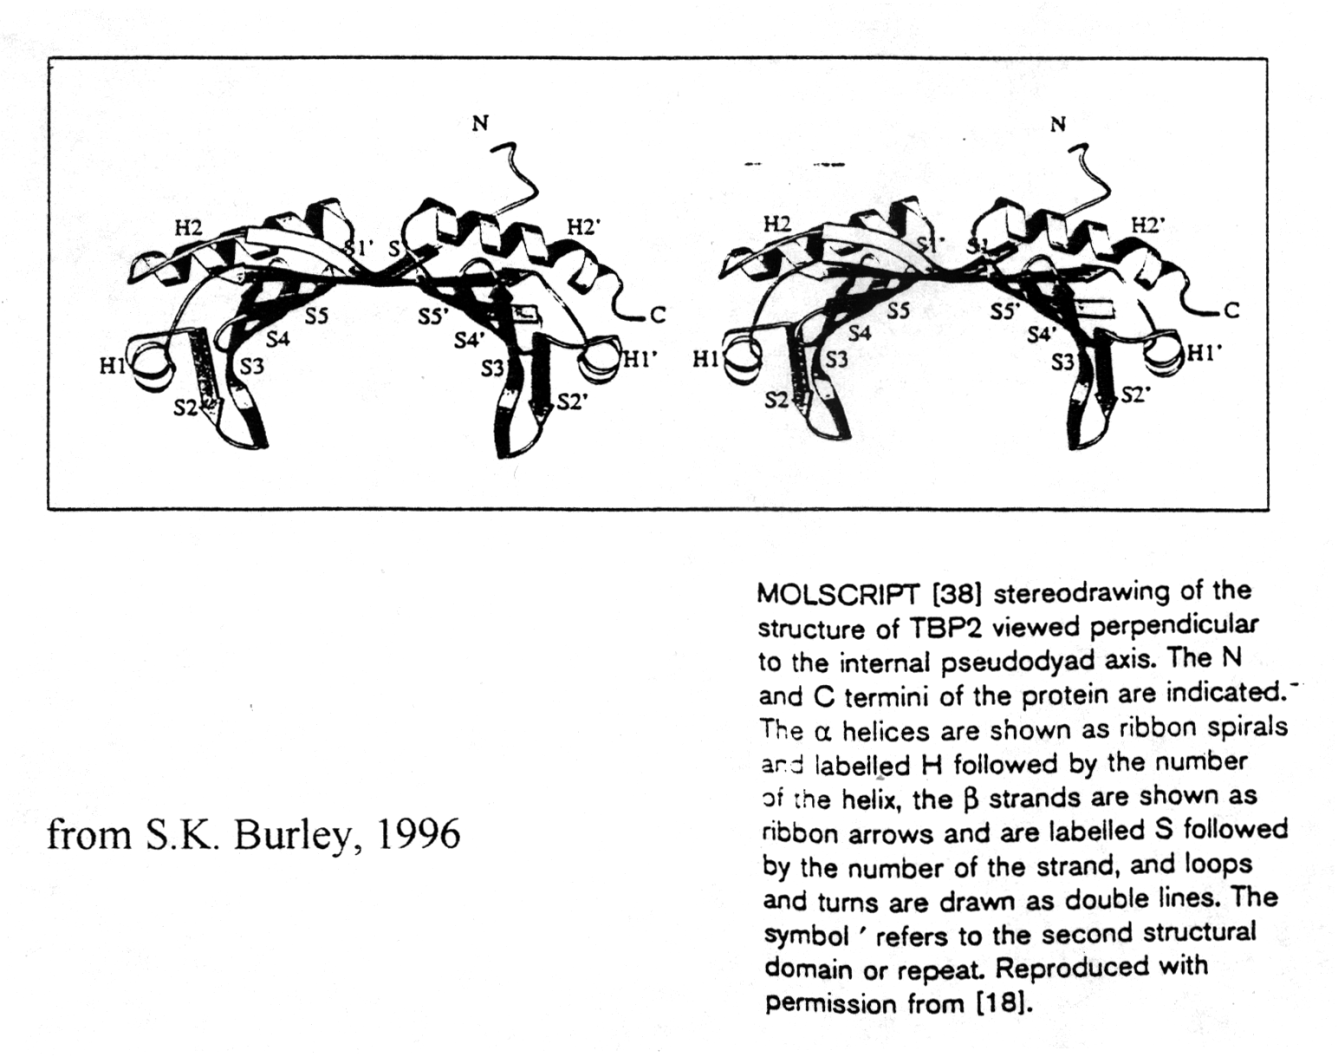 N
N
H2
S1'
S
H2'
H2
S1'
S1
H2'
S5
S5'
C
S5
S5'
C
S4
S4'
S4
S4'
H1
S3
S3
H1'
H1
S3
S3
H1'
S2
S2'
S2
S2'
MOLSCRIPT [38] stereodrawing of the
structure of TBP2 viewed perpendicular
to the internal pseudodyad axis. The N
and C termini of the protein are indicated.
The α helices are shown as ribbon spirals
and labelled H followed by the number
of the helix, the β strands are shown as
ribbon arrows and are labelled S followed
by the number of the strand, and loops
and turns are drawn as double lines. The
symbol ′ refers to the second structural
domain or repeat. Reproduced with
permission from [18].
from S.K. Burley, 1996